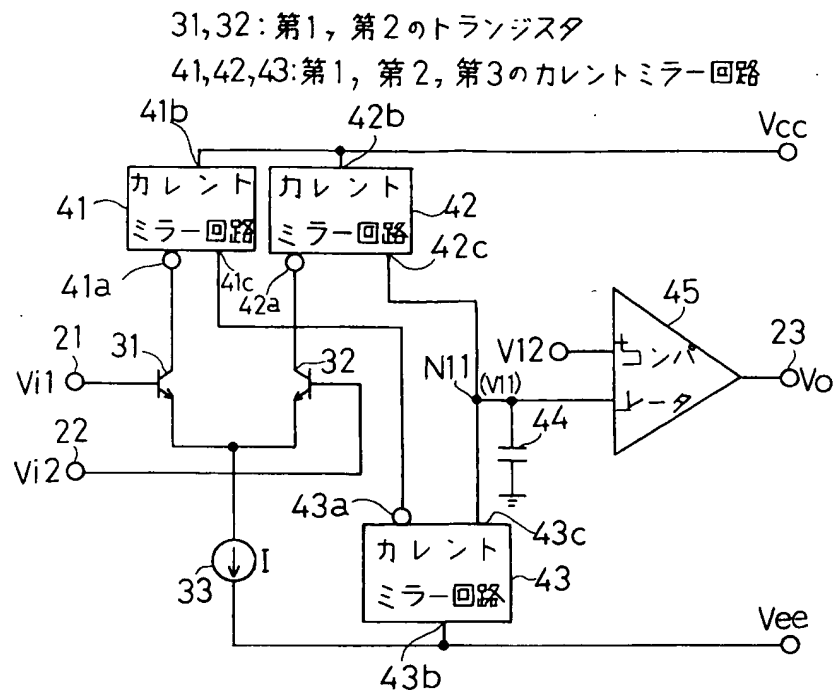 31,32:第1,第2のトランジスタ
41,42,43:第1,第2,第3のカレントミラー回路
41b
42b
Vcc
カレント
ミラー回路
カレント
ミラー回路
41
42
41a
41c
42a
42c
21
31
32
Vi1
22
Vi2
45
V12
+
コンパ
レータ
-
23
Vo
N11
(V11)
44
43a
43c
カレント
ミラー回路
43
33
I
43b
Vee